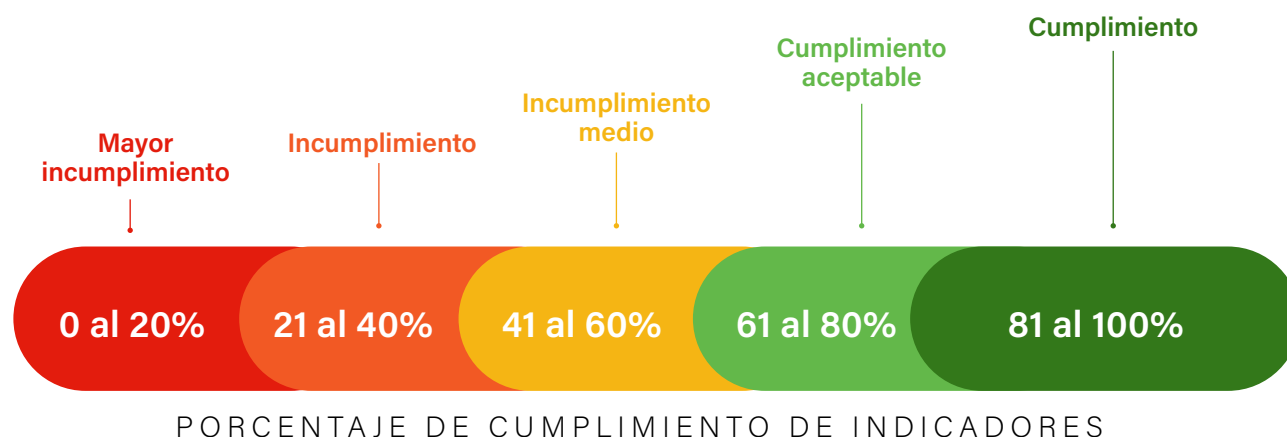 Mayor
incumplimiento
Incumplimiento
Incumplimiento
medio
Cumplimiento
aceptable
Cumplimiento
0 al 20%
21 al 40%
41 al 60%
61 al 80%
81 al 100%
PORCENTAJE DE CUMPLIMIENTO DE INDICADORES